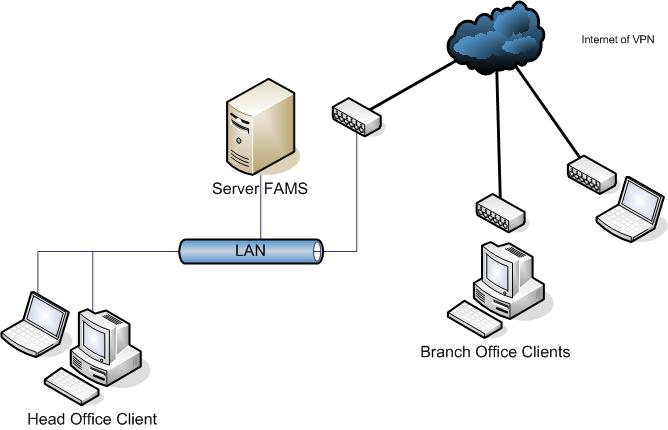 Internet of VPN
Server FAMS
LAN
Branch Office Clients
Head Office Client